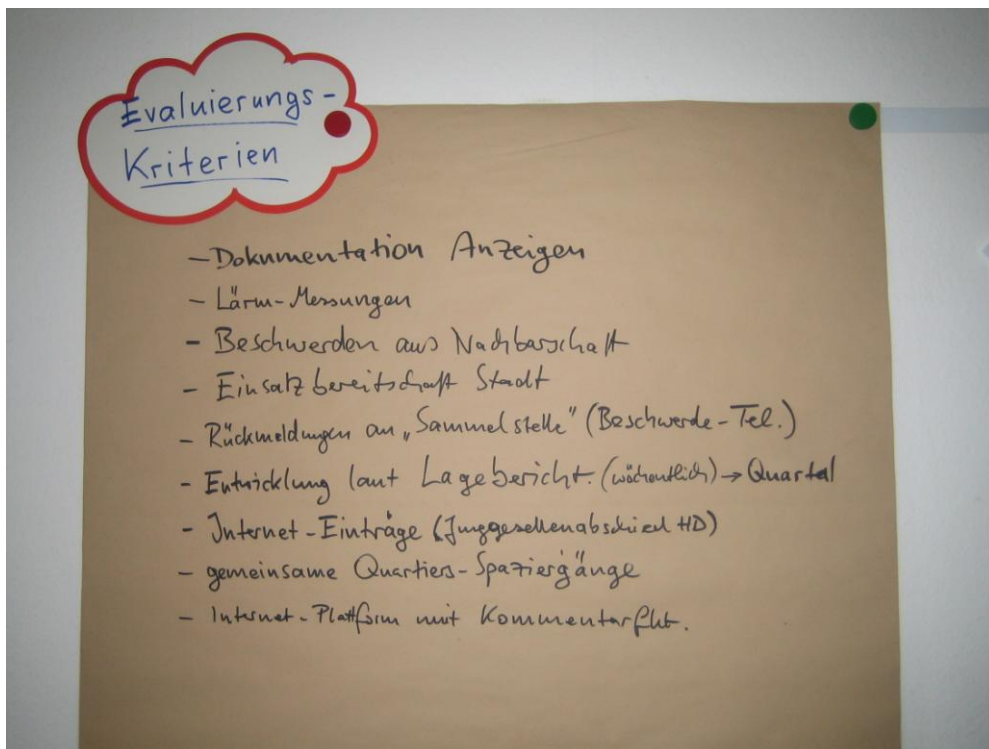 Evaluierungs-
Kriterien
- Dokumentation Anzeigen
- Lärm-Messungen
- Beschwerden aus Nachbarschaft
- Einsatzbereitschaft Stadt
- Rückmeldungen an „Sammelstelle" (Beschwerde-Tel.)
- Entwicklung laut Lagebericht. (wöchentlich) → Quartal
- Internet-Einträge (Junggesellenabschied HD)
- gemeinsame Quartiers-Spaziergänge
- Internet-Plattform mit Kommentarfkt.